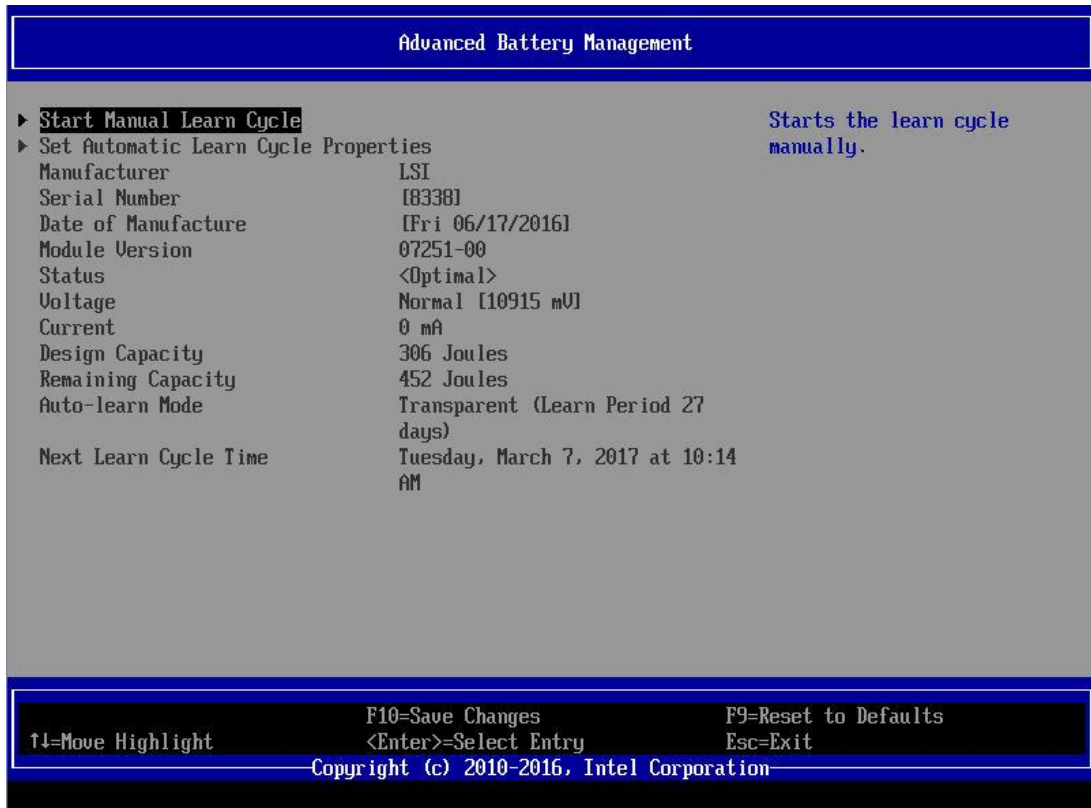 Advanced Battery Management
Start Manual Learn Cycle
Starts the learn cycle
manually.
Set Automatic Learn Cycle Properties
Manufacturer LSI
Serial Number [8338]
Date of Manufacture [Fri 06/17/2016]
Module Version 07251-00
Status <Optimal>
Voltage Normal [10915 mV]
Current 0 mA
Design Capacity 306 Joules
Remaining Capacity 452 Joules
Auto-learn Mode Transparent (Learn Period 27
days)
Next Learn Cycle Time Tuesday, March 7, 2017 at 10:14
AM
F10=Save Changes F9=Reset to Defaults
↑↓=Move Highlight <Enter>=Select Entry Esc=Exit
Copyright (c) 2010-2016, Intel Corporation